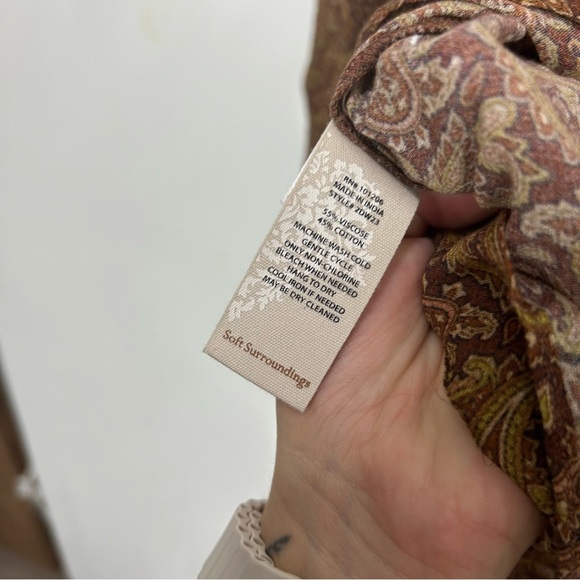 RN# 101206
MADE IN INDIA
STYLE# 2DW23
55% VISCOSE
45% COTTON
MACHINE WASH COLD
GENTLE CYCLE
ONLY NON-CHLORINE
BLEACH WHEN NEEDED
HANG TO DRY
COOL IRON IF NEEDED
MAY BE DRY CLEANED
Soft Surroundings